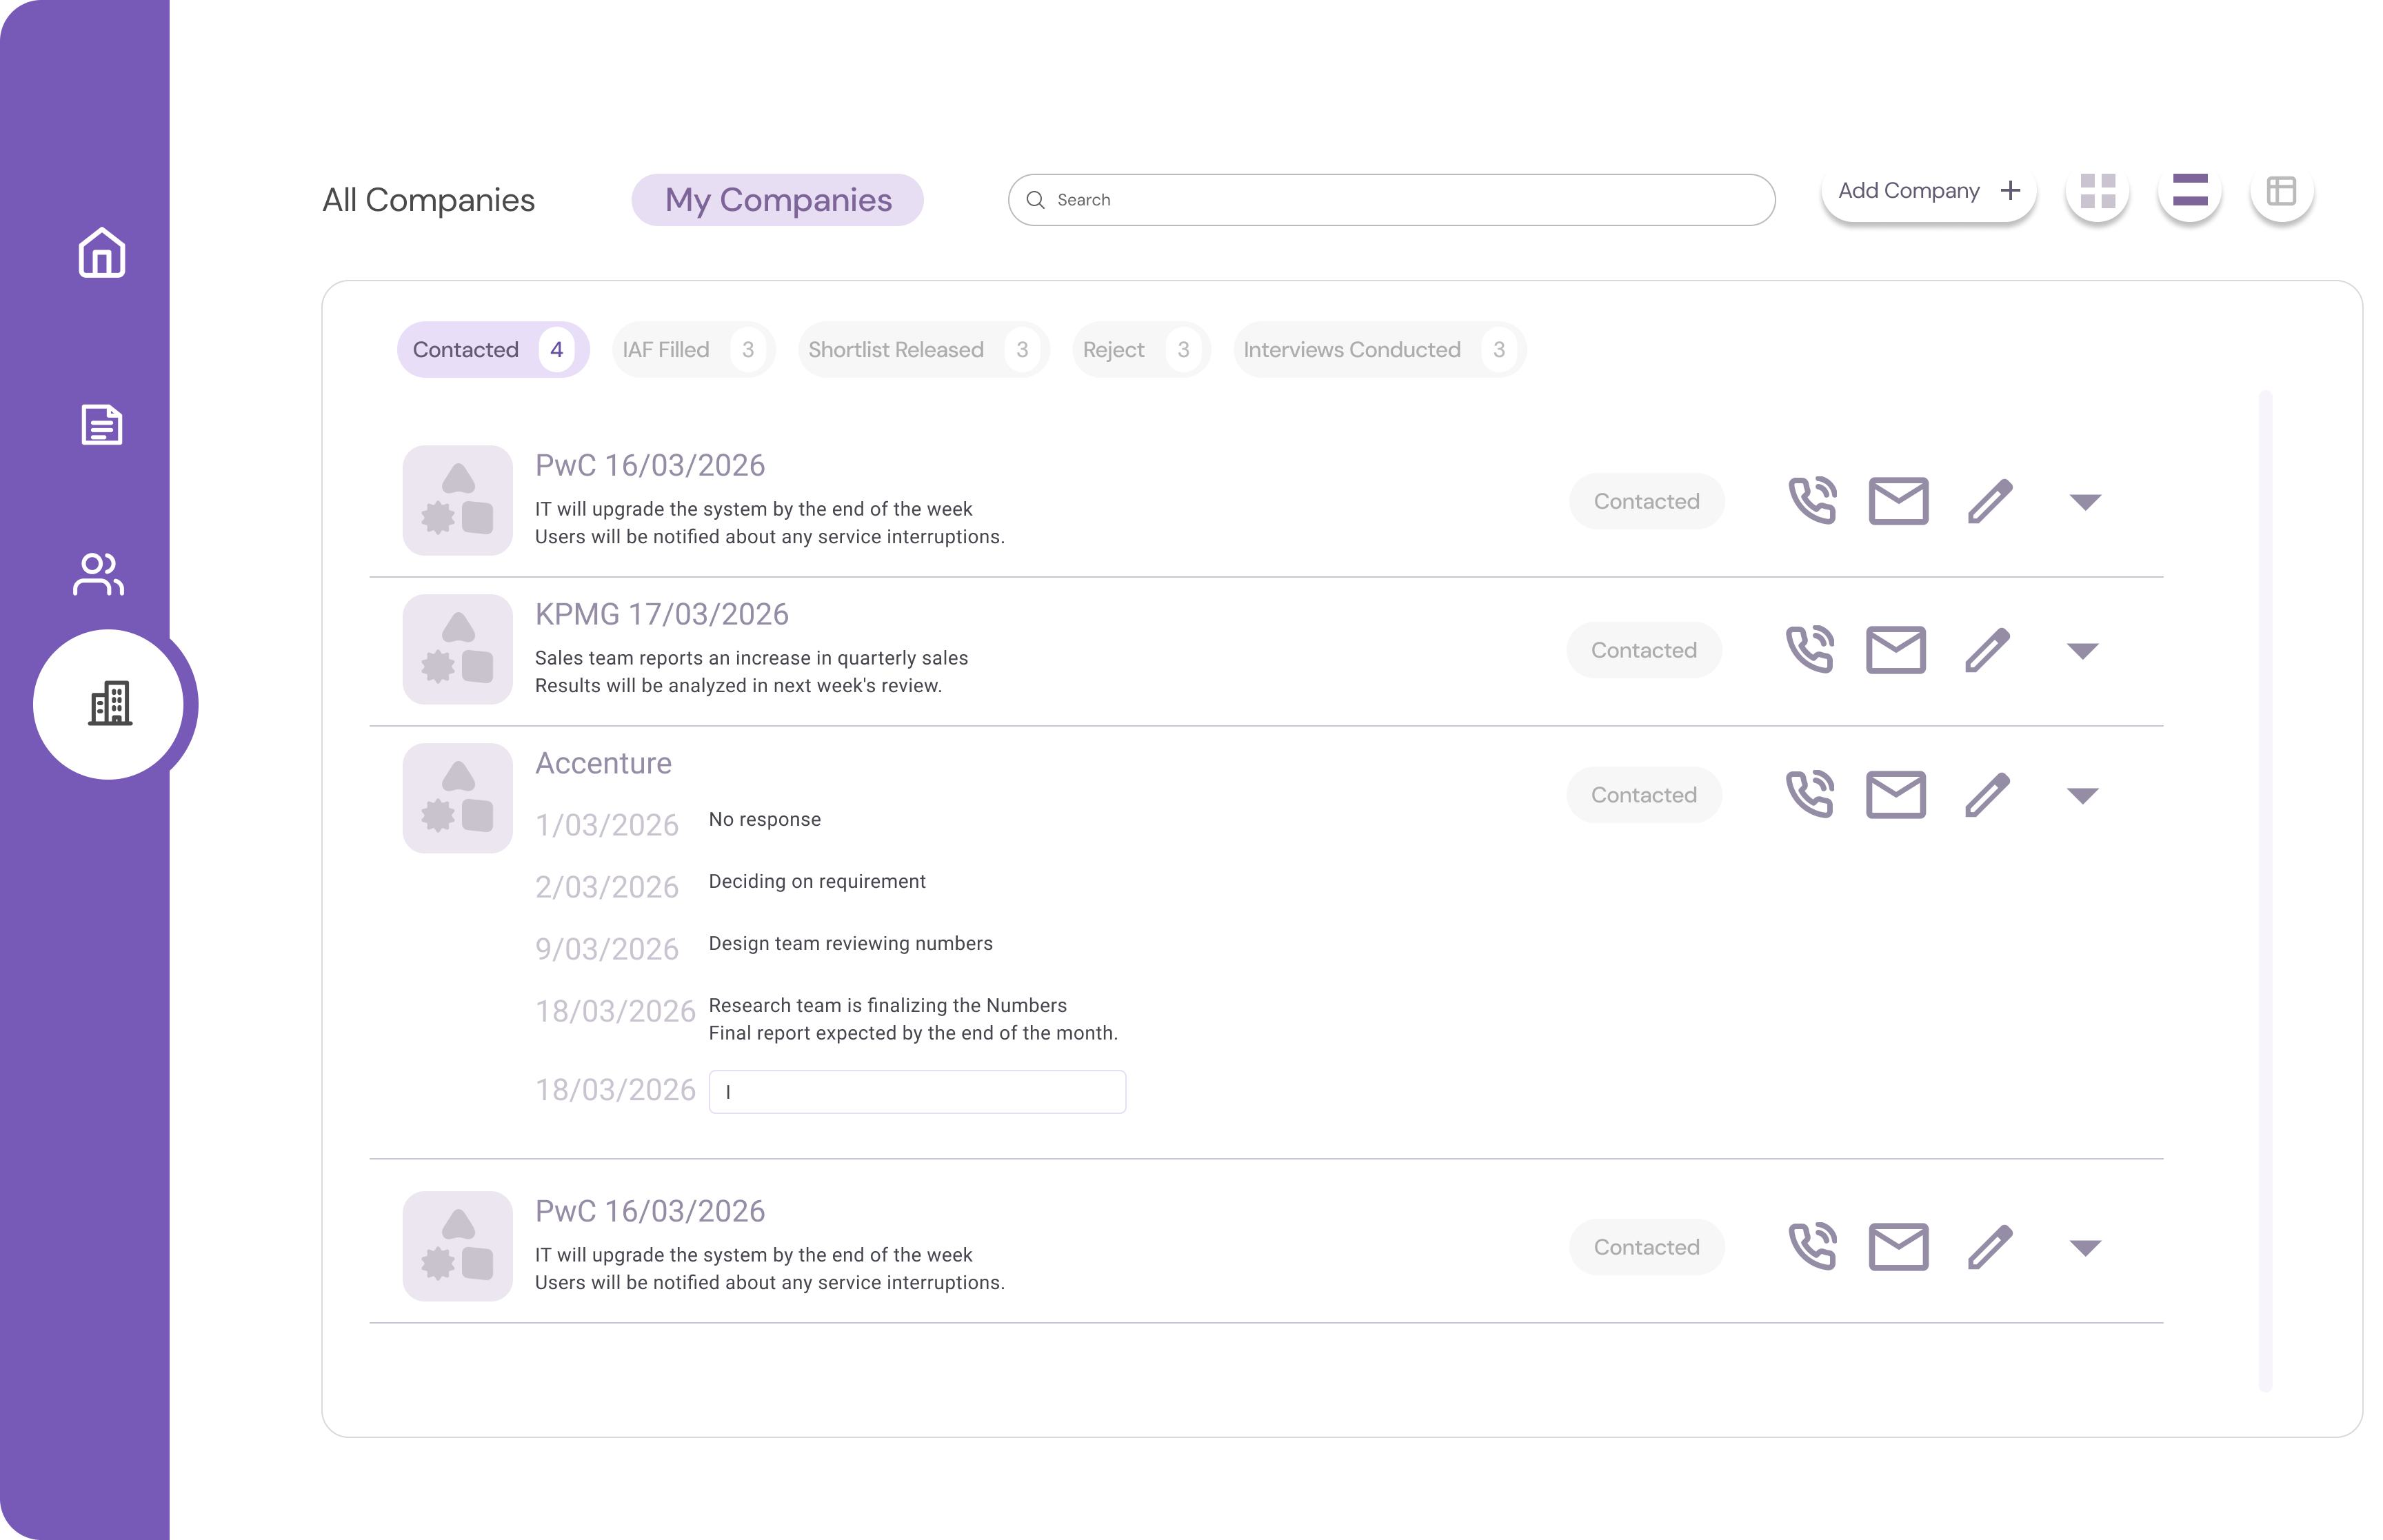 All Companies
My Companies
Search
Add Company +
Contacted 4
IAF Filled 3
Shortlist Released 3
Reject 3
Interviews Conducted 3
PwC 16/03/2026
IT will upgrade the system by the end of the week
Users will be notified about any service interruptions.
Contacted
KPMG 17/03/2026
Sales team reports an increase in quarterly sales
Results will be analyzed in next week's review.
Contacted
Accenture
Contacted
1/03/2026 No response
2/03/2026 Deciding on requirement
9/03/2026 Design team reviewing numbers
18/03/2026 Research team is finalizing the Numbers
Final report expected by the end of the month.
18/03/2026
PwC 16/03/2026
IT will upgrade the system by the end of the week
Users will be notified about any service interruptions.
Contacted